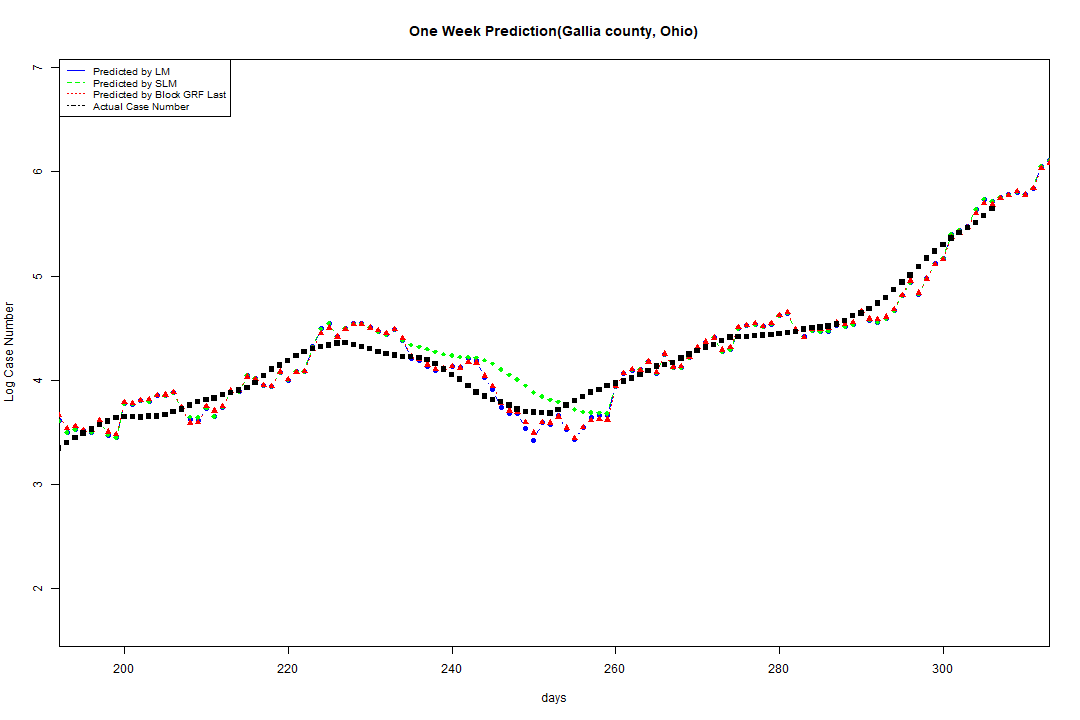 One Week Prediction(Gallia county, Ohio)
Predicted by LM
Predicted by SLM
Predicted by Block GRF Last
Actual Case Number
7
6
5
4
3
2
Log Case Number
200 220 240 260 280 300
days